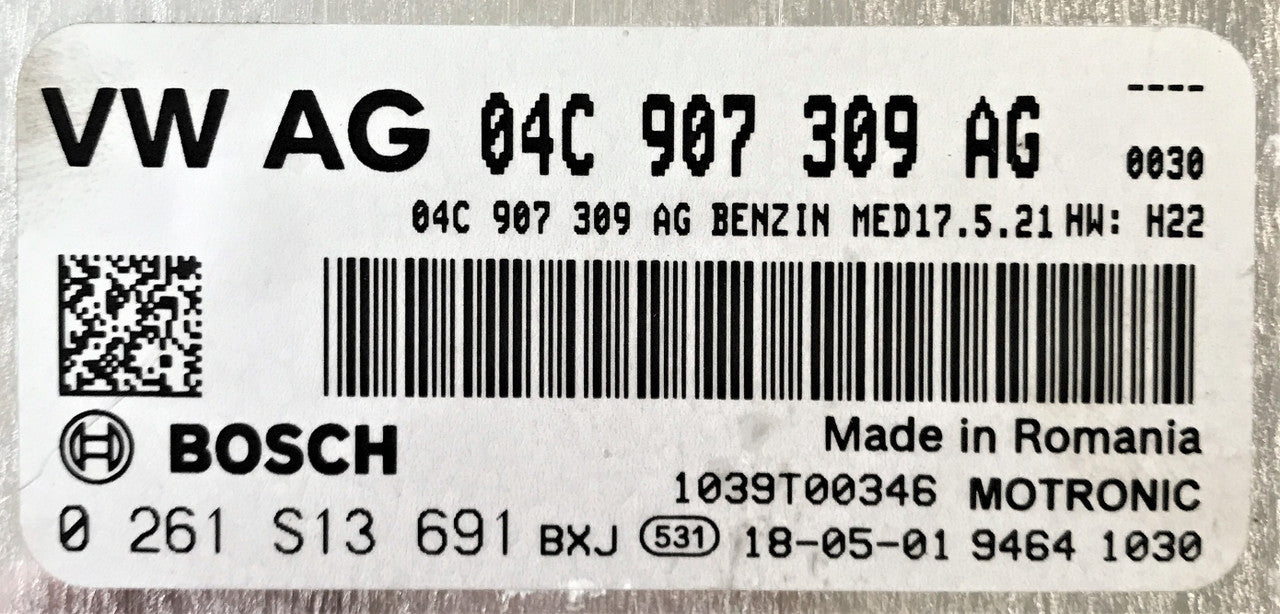 VW AG 04C 907 309 AG ----
0030
04C 907 309 AG BENZIN MED17.5.21 HW: H22
BOSCH
Made in Romania
1039T00346 MOTRONIC
0 261 S13 691 BXJ 531 18-05-01 9464 1030